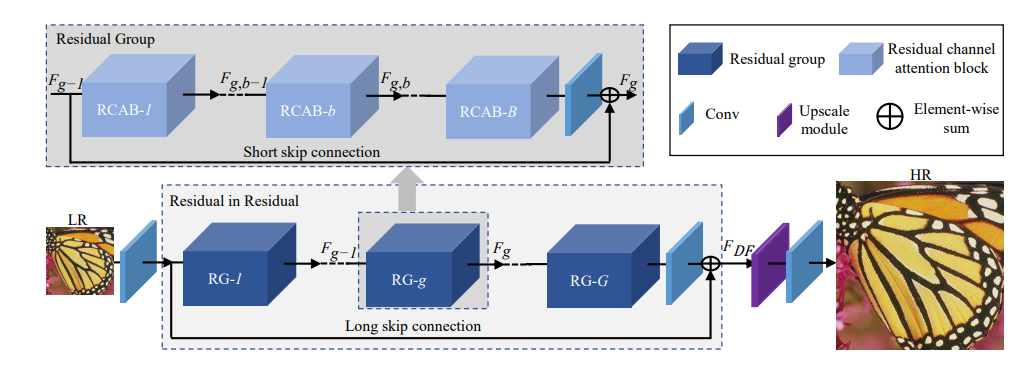 Residual Group
F_{g-1}
RCAB-1
F_{g,b-1}
RCAB-b
F_{g,b}
RCAB-B
F_g
Short skip connection
Residual group
Residual channel
attention block
Conv
Upscale
module
Element-wise
sum
LR
Residual in Residual
RG-1
F_{g-1}
RG-g
F_g
RG-G
F_{DF}
Long skip connection
HR